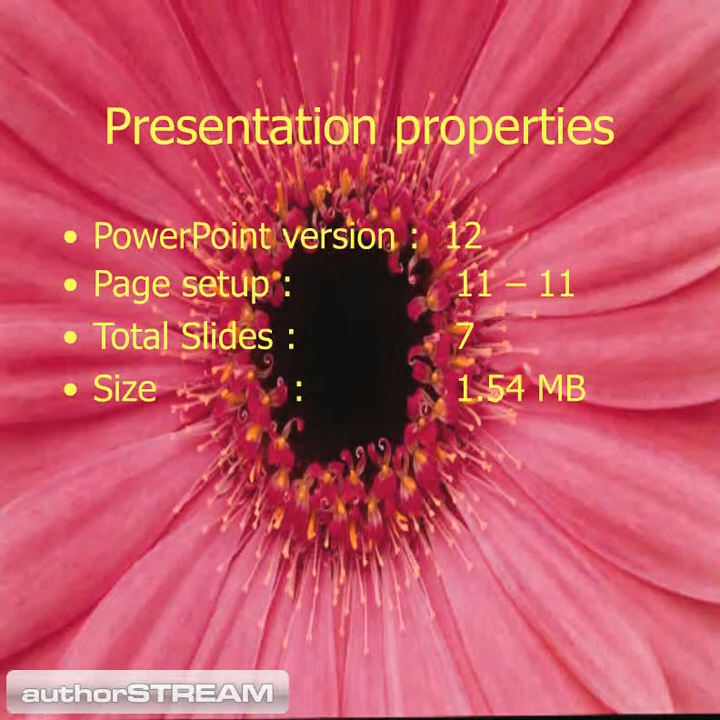 Presentation properties
• PowerPoint version : 12
• Page setup : 11 – 11
• Total Slides : 7
• Size : 1.54 MB
authorSTREAM